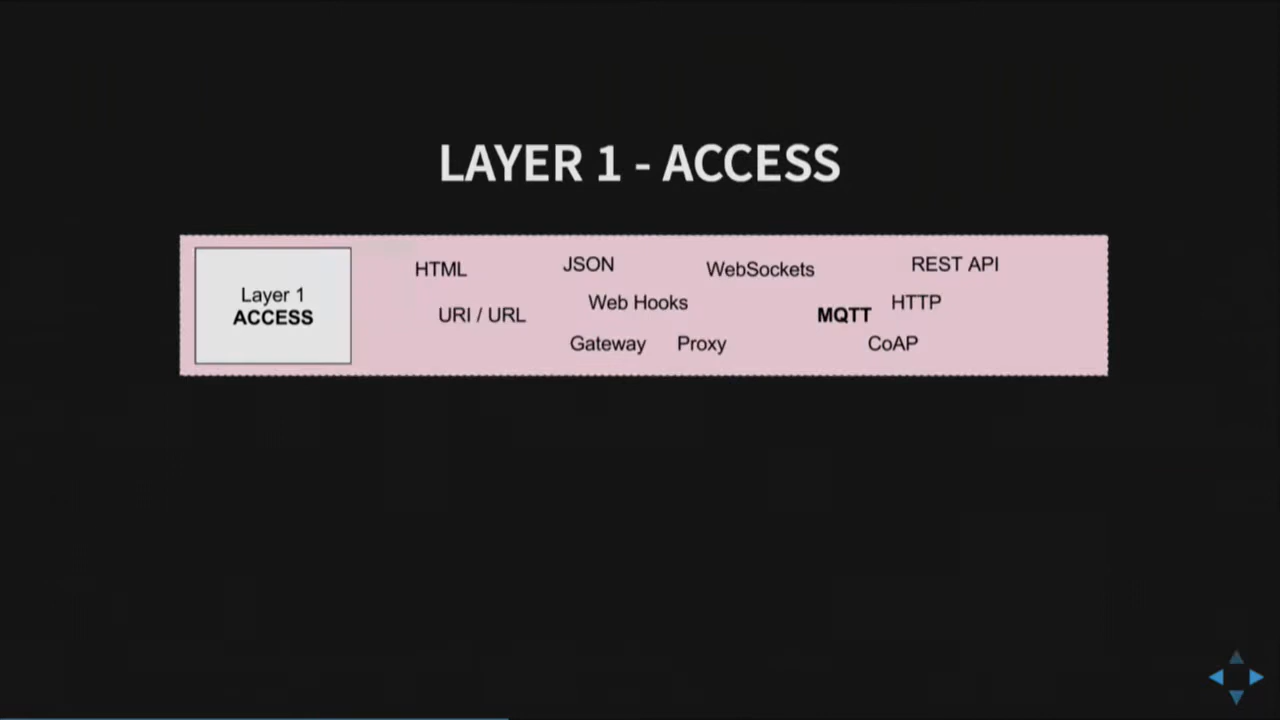 LAYER 1 - ACCESS
Layer 1
ACCESS
HTML
JSON
WebSockets
REST API
URI / URL
Web Hooks
MQTT
HTTP
Gateway
Proxy
CoAP